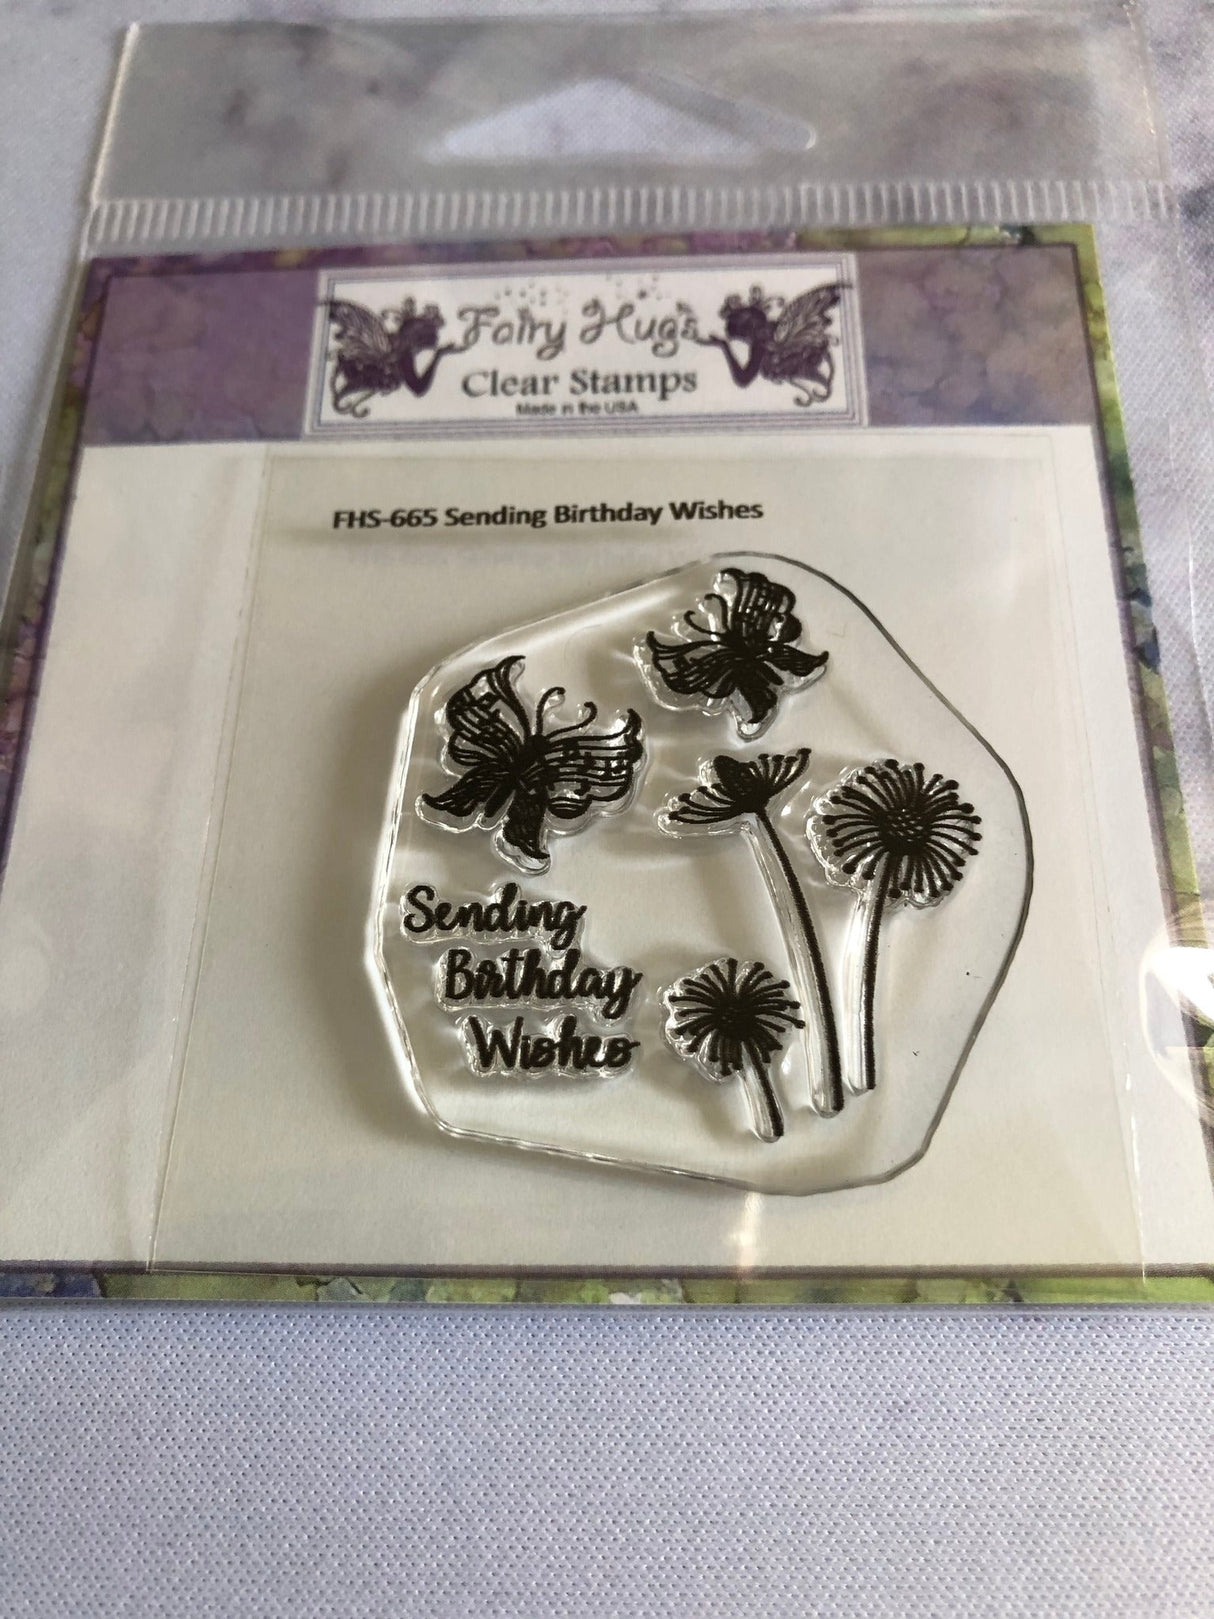 Fairy Hugs
Clear Stamps
Made in the USA
FHS-665 Sending Birthday Wishes
Sending
Birthday
Wishes